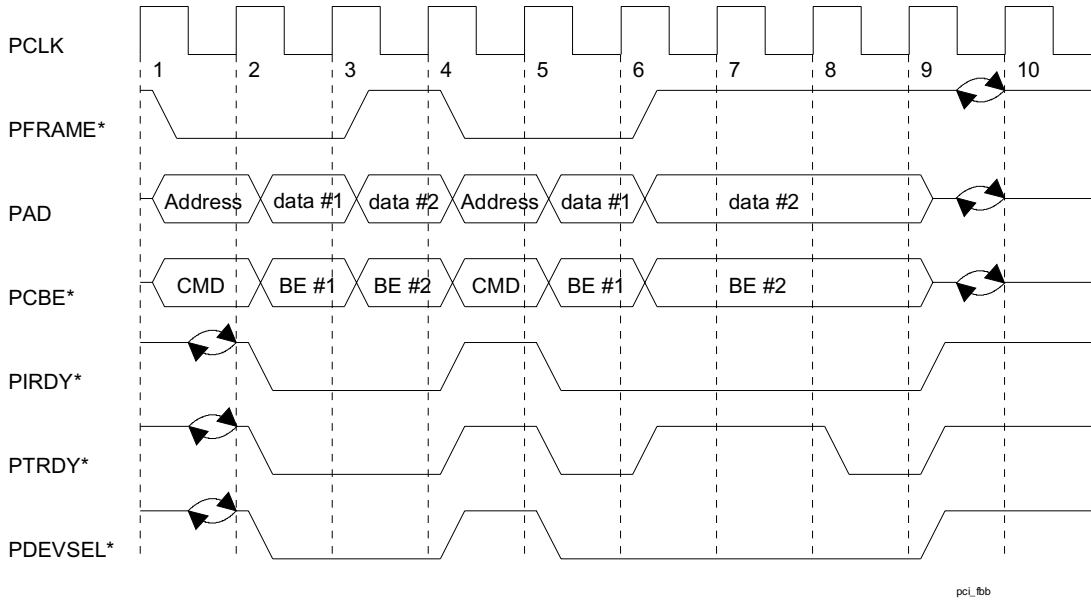 PCLK
1 2 3 4 5 6 7 8 9 10
PFRAME*
PAD Address data #1 data #2 Address data #1 data #2
PCBE* CMD BE #1 BE #2 CMD BE #1 BE #2
PIRDY*
PTRDY*
PDEVSEL*
pci_fbb